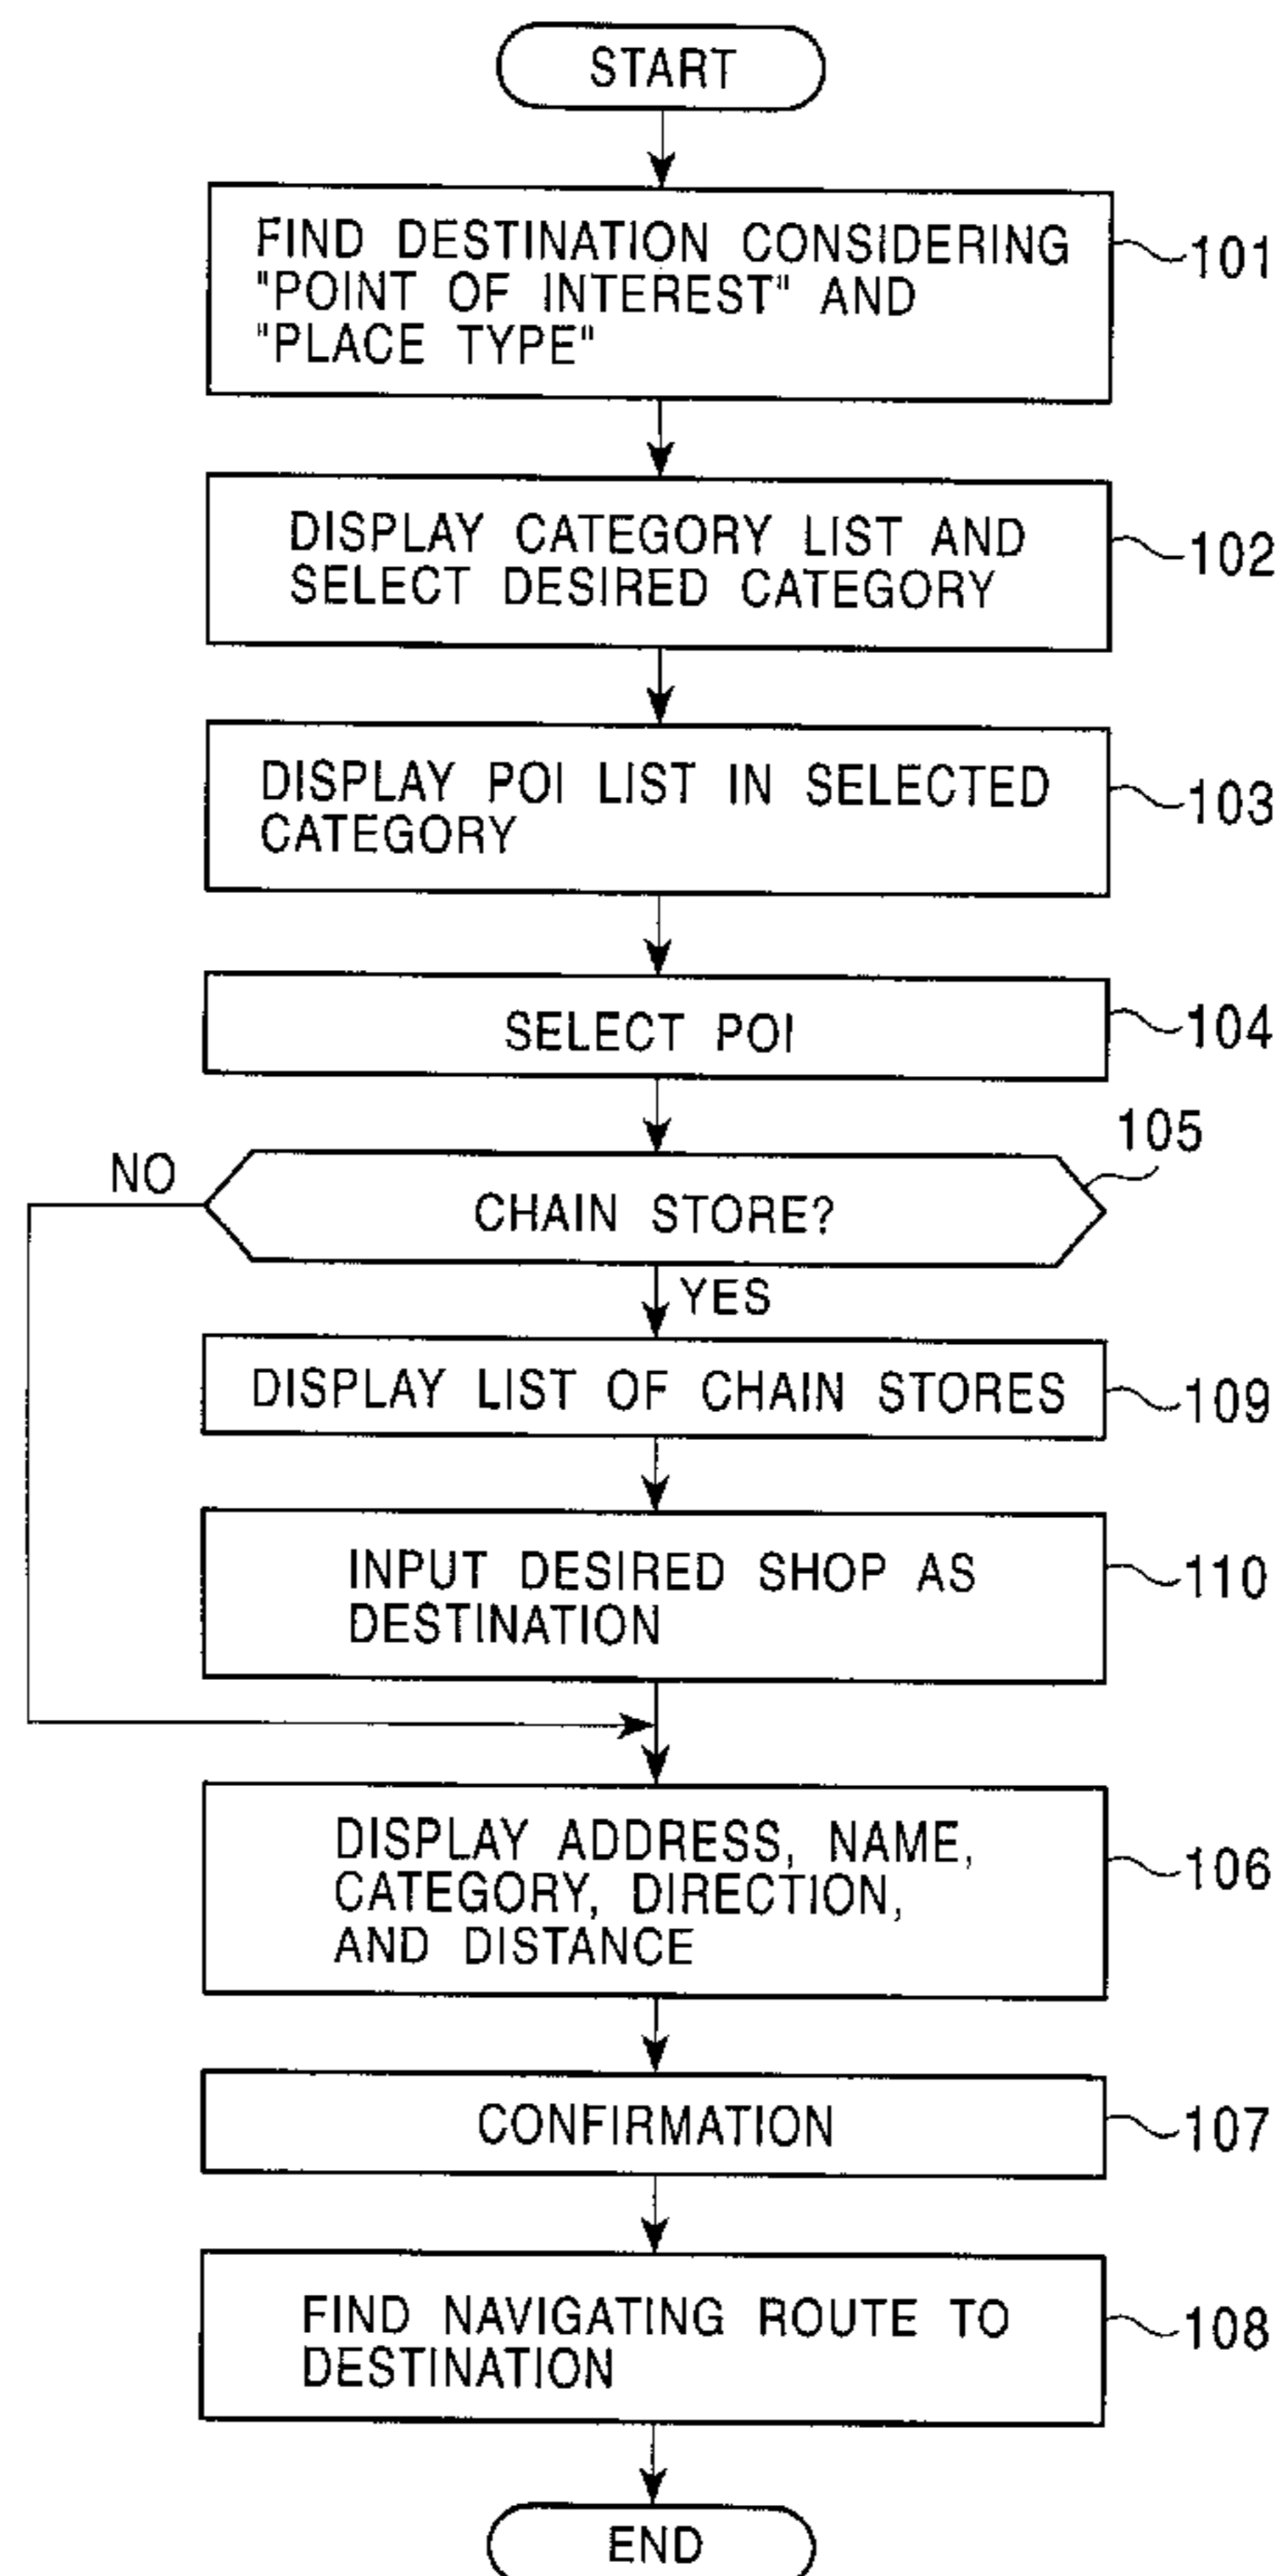 START
FIND DESTINATION CONSIDERING
"POINT OF INTEREST" AND
"PLACE TYPE"
101
DISPLAY CATEGORY LIST AND
SELECT DESIRED CATEGORY
102
DISPLAY POI LIST IN SELECTED
CATEGORY
103
SELECT POI
104
105
NO
CHAIN STORE?
YES
DISPLAY LIST OF CHAIN STORES
109
INPUT DESIRED SHOP AS
DESTINATION
110
DISPLAY ADDRESS, NAME,
CATEGORY, DIRECTION,
AND DISTANCE
106
CONFIRMATION
107
FIND NAVIGATING ROUTE TO
DESTINATION
108
END